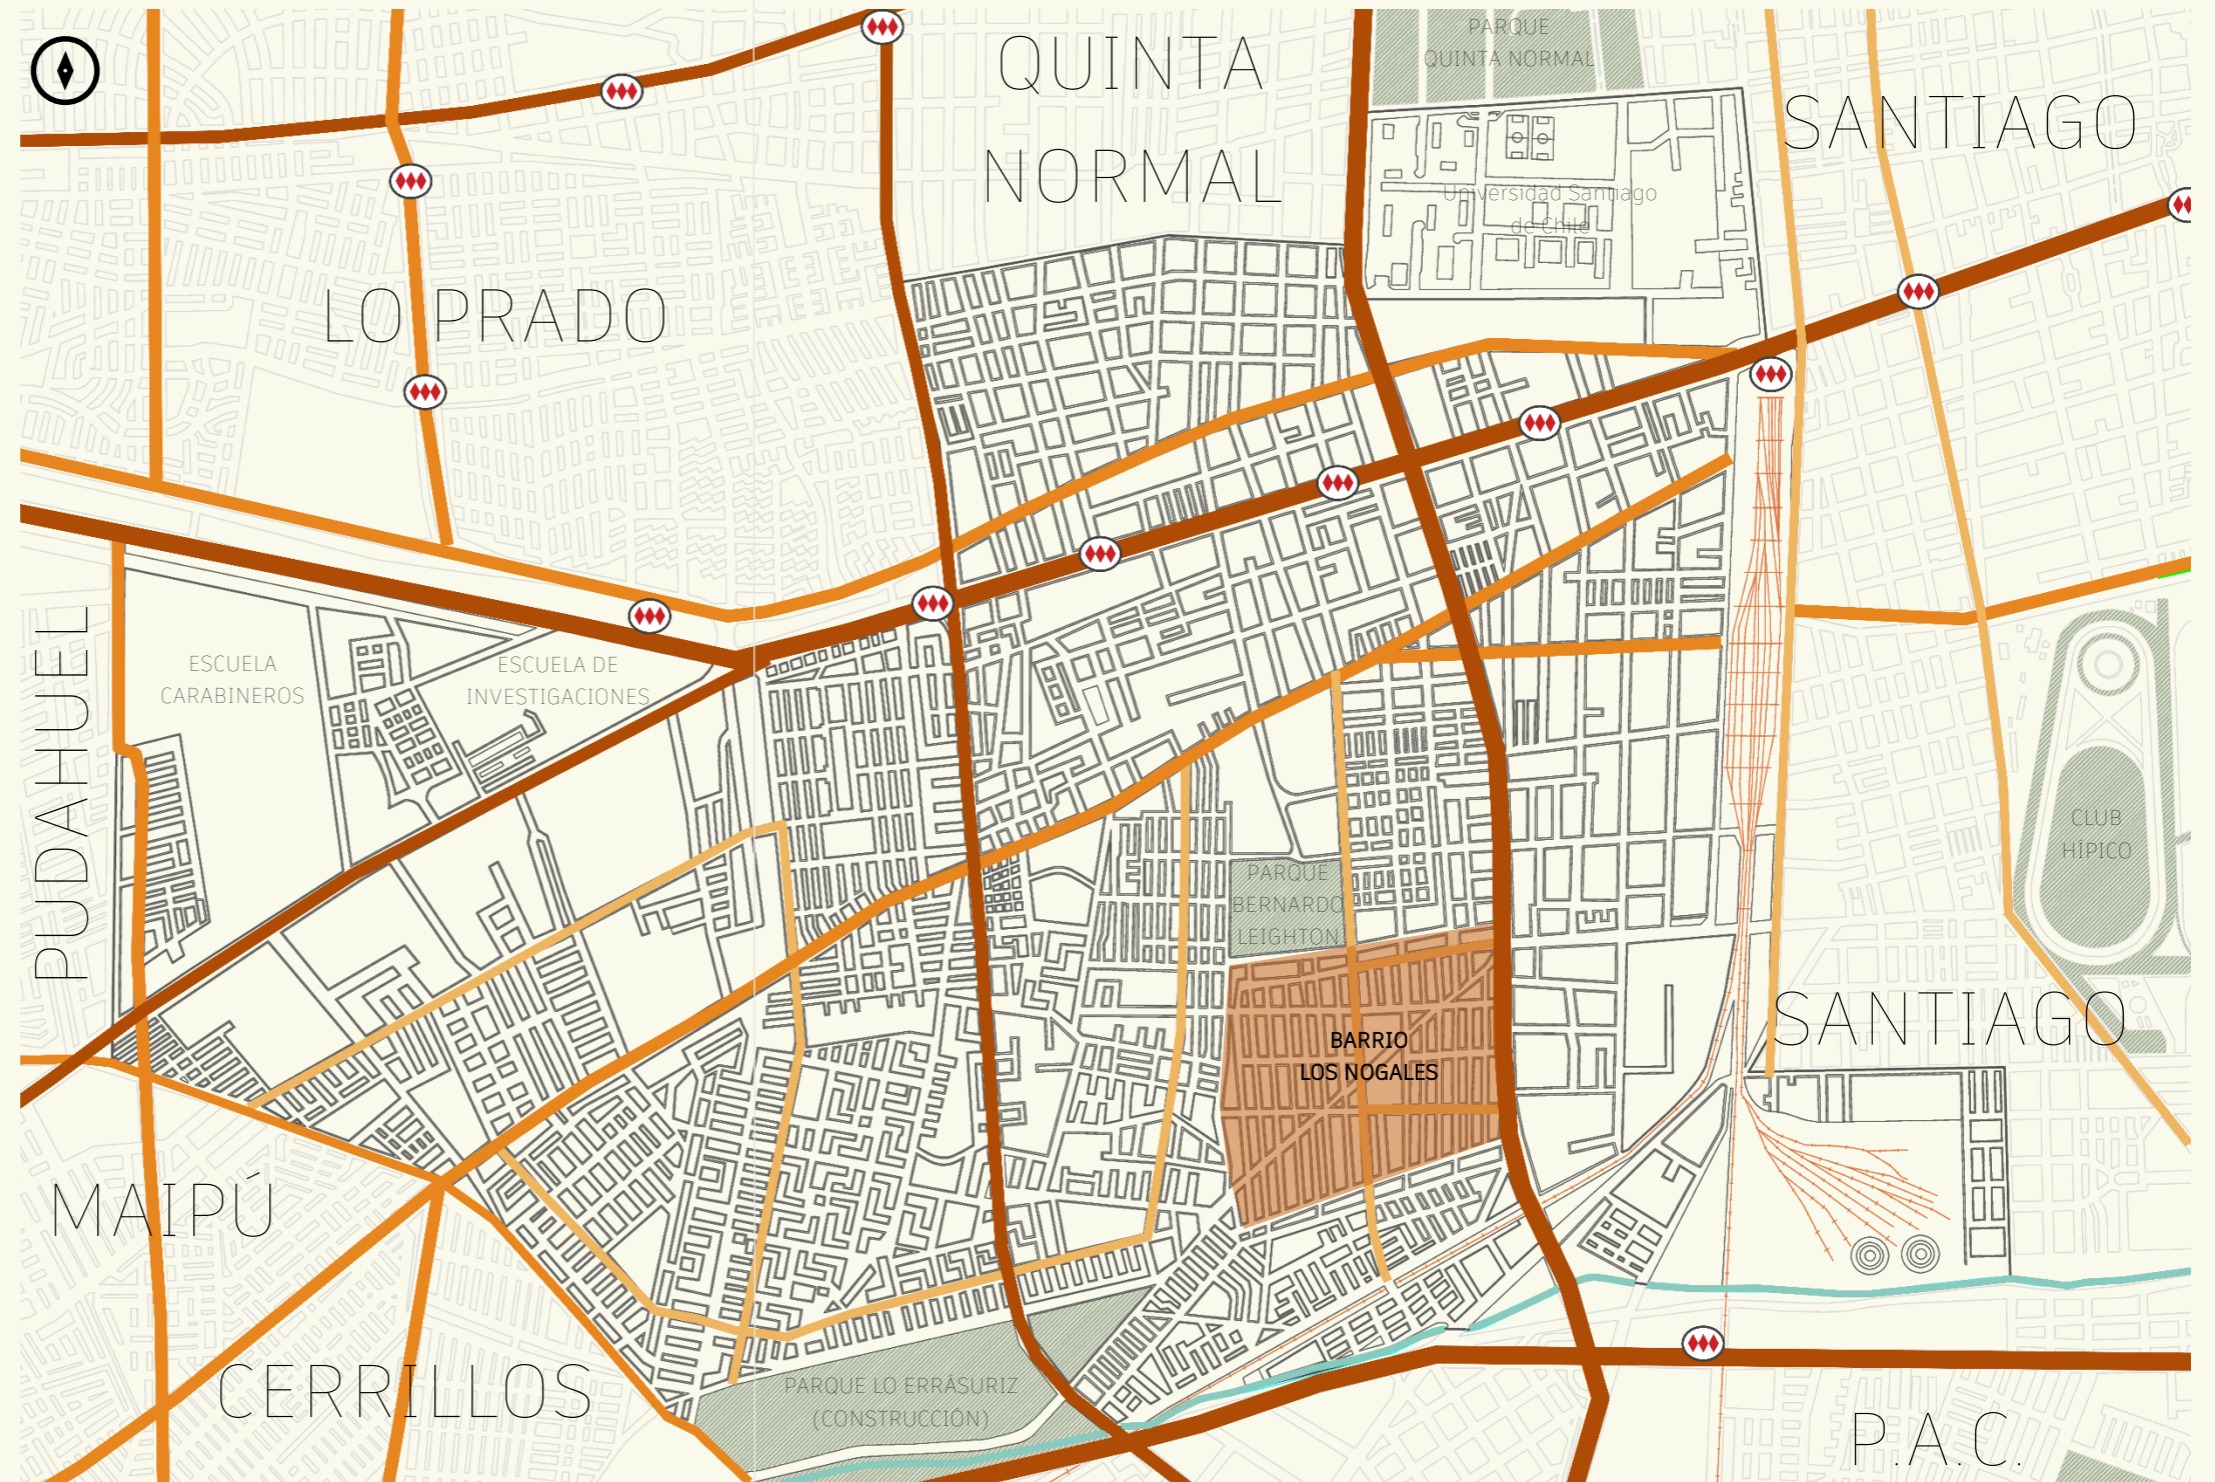 PARQUE
QUINTA NORMAL
QUINTA
NORMAL
SANTIAGO
Universidad Santiago
de Chile
LO PRADO
PUDAHUEL
ESCUELA
CARABINEROS
ESCUELA DE
INVESTIGACIONES
CLUB
HÍPICO
PARQUE
BERNARDO
LEIGHTON
SANTIAGO
BARRIO
LOS NOGALES
MAIPÚ
CERRILLOS
PARQUE LO ERRÁSURIZ
(CONSTRUCCIÓN)
P.A.C.